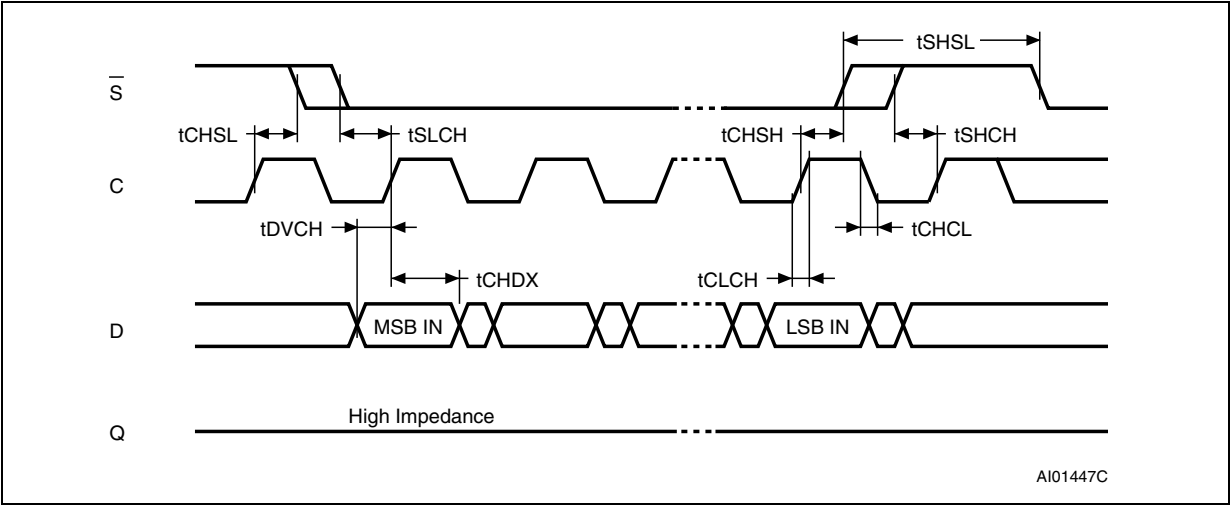 tSHSL
S̅
tCHSL
tSLCH
tCHSH
tSHCH
C
tDVCH
tCHCL
tCHDX
tCLCH
D
MSB IN
LSB IN
High Impedance
Q
AI01447C